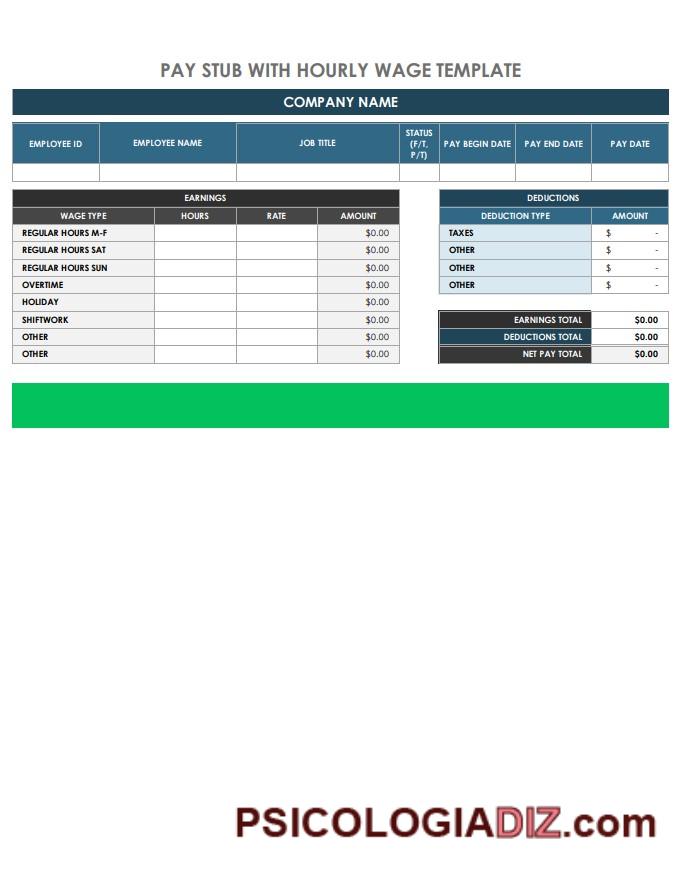 PAY STUB WITH HOURLY WAGE TEMPLATE
COMPANY NAME
EMPLOYEE ID EMPLOYEE NAME JOB TITLE STATUS (F/T, P/T) PAY BEGIN DATE PAY END DATE PAY DATE
EARNINGS
WAGE TYPE HOURS RATE AMOUNT
REGULAR HOURS M-F $0.00
REGULAR HOURS SAT $0.00
REGULAR HOURS SUN $0.00
OVERTIME $0.00
HOLIDAY $0.00
SHIFTWORK $0.00
OTHER $0.00
OTHER $0.00
DEDUCTIONS
DEDUCTION TYPE AMOUNT
TAXES $ -
OTHER $ -
OTHER $ -
OTHER $ -
EARNINGS TOTAL $0.00
DEDUCTIONS TOTAL $0.00
NET PAY TOTAL $0.00
PSICOLOGIADIZ.com